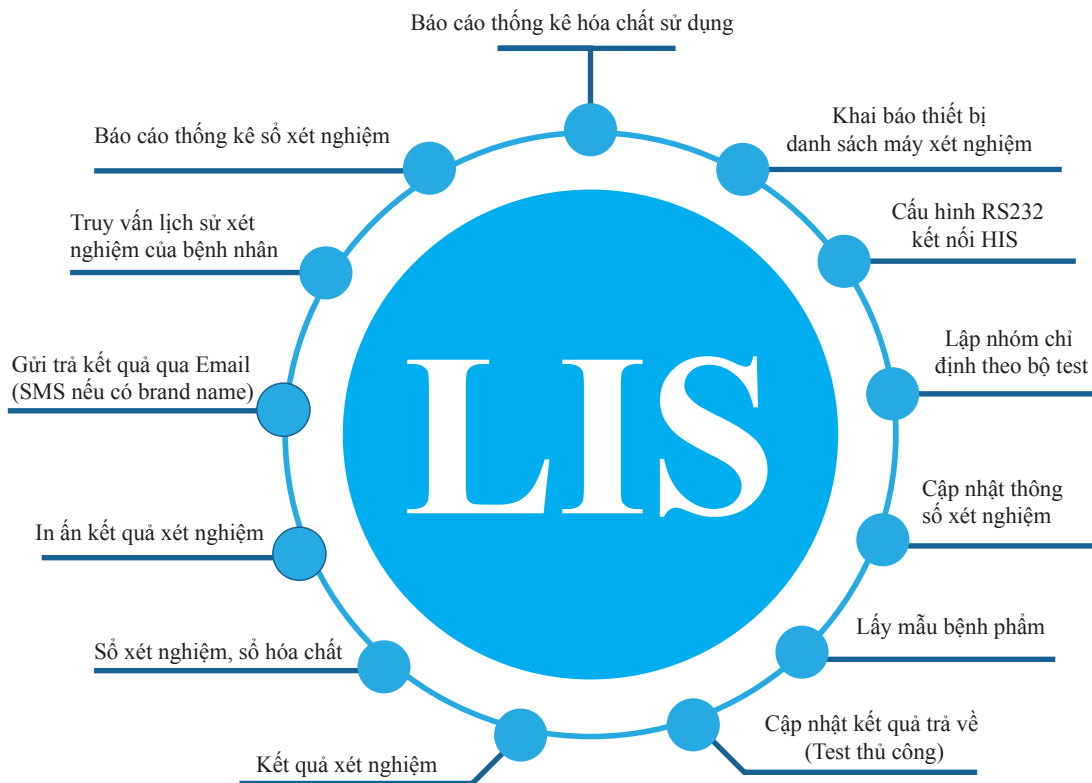 Báo cáo thống kê hóa chất sử dụng
Khai báo thiết bị
danh sách máy xét nghiệm
Báo cáo thống kê sổ xét nghiệm
Cấu hình RS232
kết nối HIS
Truy vấn lịch sử xét
nghiệm của bệnh nhân
Lập nhóm chỉ
định theo bộ test
Gửi trả kết quả qua Email
(SMS nếu có brand name)
LIS
Cập nhật thông
số xét nghiệm
In ấn kết quả xét nghiệm
Lấy mẫu bệnh phẩm
Sổ xét nghiệm, sổ hóa chất
Cập nhật kết quả trả về
(Test thủ công)
Kết quả xét nghiệm